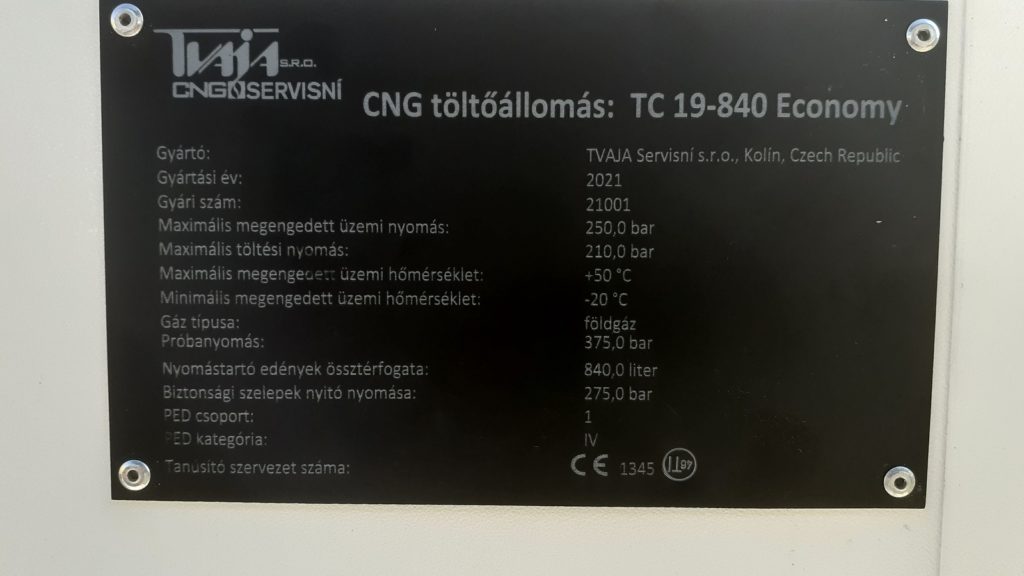 TVAJA S.R.O.
CNG SERVISNÍ
CNG töltőállomás: TC 19-840 Economy
Gyártó: TVAJA Servisní s.r.o., Kolín, Czech Republic
Gyártási év: 2021
Gyári szám: 21001
Maximális megengedett üzemi nyomás: 250,0 bar
Maximális töltési nyomás: 210,0 bar
Maximális megengedett üzemi hőmérséklet: +50 °C
Minimális megengedett üzemi hőmérséklet: -20 °C
Gáz típusa: földgáz
Próbanyomás: 375,0 bar
Nyomástartó edények össztérfogata: 840,0 liter
Biztonsági szelepek nyitó nyomása: 275,0 bar
PED csoport: 1
PED kategória: IV
Tanúsító szervezet száma: CE 1345